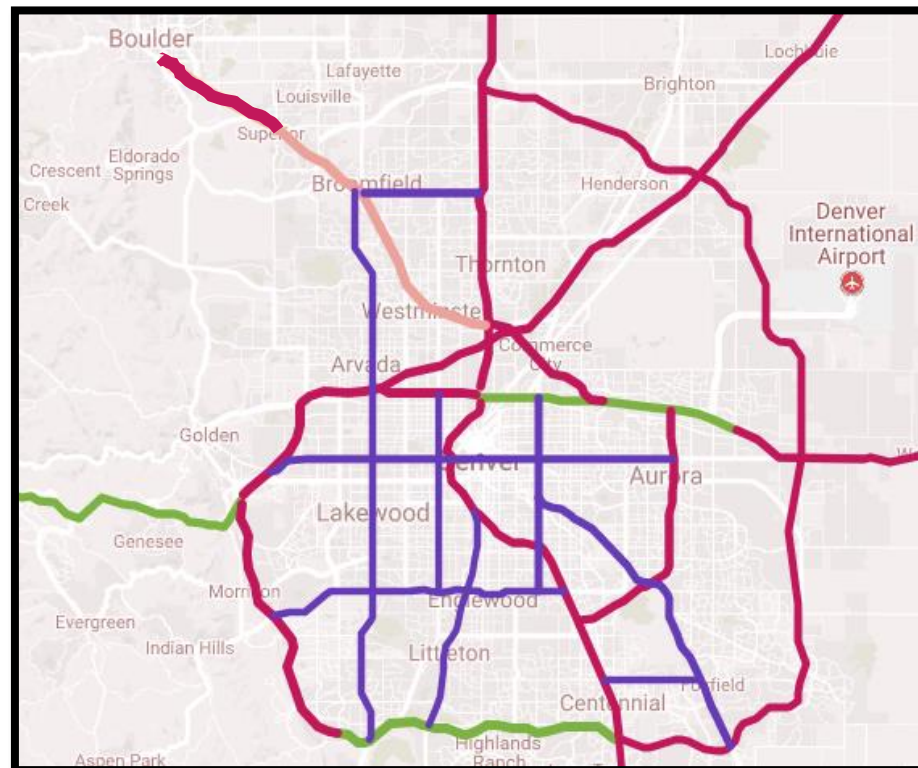 Boulder
Lochbuie
Lafayette
Brighton
Louisville
Superior
Eldorado
Springs
Crescent
Creek
Broomfield
Henderson
Denver
International
Airport
Thornton
Westminster
Commerce
City
Arvada
Golden
Denver
Aurora
Lakewood
Genesee
Morrison
Englewood
Evergreen
Indian Hills
Littleton
Centennial
Highlands
Ranch
Aspen Park